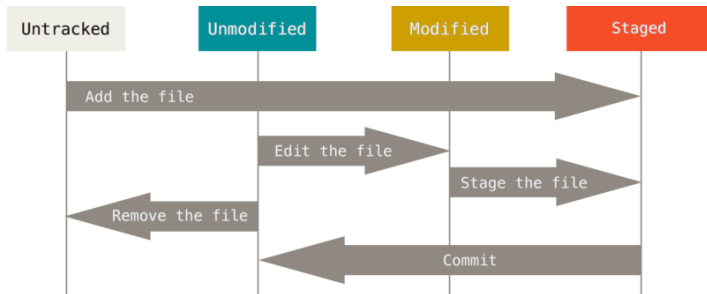 Untracked
Unmodified
Modified
Staged
Add the file
Edit the file
Stage the file
Remove the file
Commit